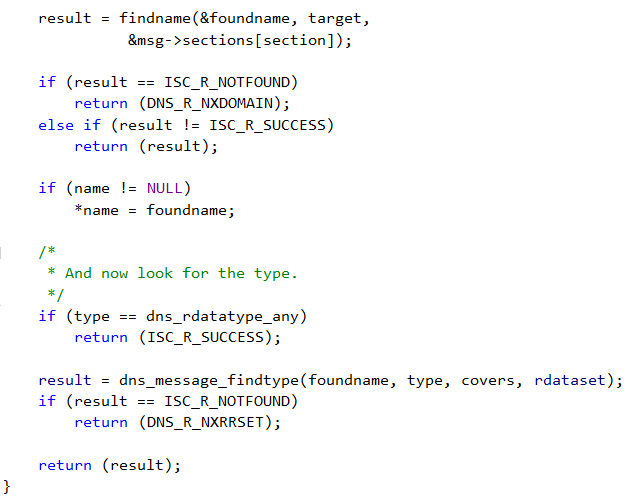 result = findname(&foundname, target,
&msg->sections[section]);
if (result == ISC_R_NOTFOUND)
return (DNS_R_NXDOMAIN);
else if (result != ISC_R_SUCCESS)
return (result);
if (name != NULL)
*name = foundname;
/*
* And now look for the type.
*/
if (type == dns_rdatatype_any)
return (ISC_R_SUCCESS);
result = dns_message_findtype(foundname, type, covers, rdataset);
if (result == ISC_R_NOTFOUND)
return (DNS_R_NXRRSET);
return (result);
}